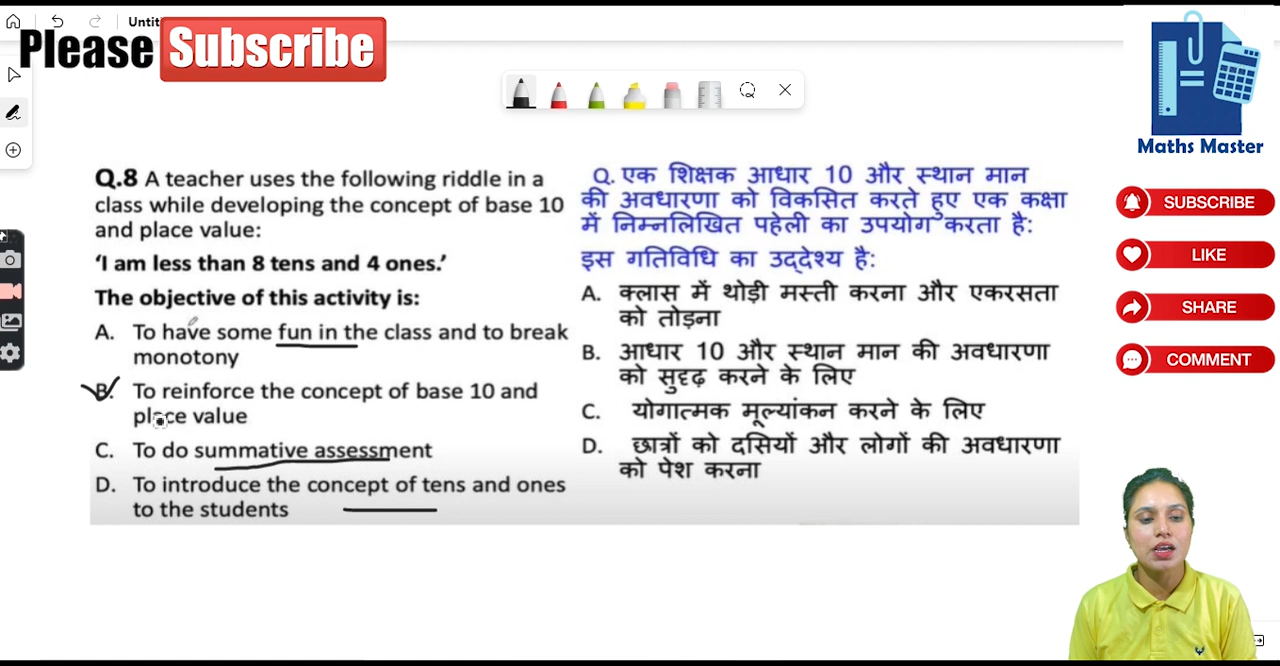 Untit
Please Subscribe
Maths Master
SUBSCRIBE
LIKE
SHARE
COMMENT
Q.8 A teacher uses the following riddle in a
class while developing the concept of base 10
and place value:
‘I am less than 8 tens and 4 ones.’
The objective of this activity is:
A. To have some fun in the class and to break
monotony
B. To reinforce the concept of base 10 and
place value
C. To do summative assessment
D. To introduce the concept of tens and ones
to the students
Q. एक शिक्षक आधार 10 और स्थान मान
की अवधारणा को विकसित करते हुए एक कक्षा
में निम्नलिखित पहेली का उपयोग करता है:
इस गतिविधि का उद्देश्य है:
A. क्लास में थोड़ी मस्ती करना और एकरसता
को तोड़ना
B. आधार 10 और स्थान मान की अवधारणा
को सुदृढ़ करने के लिए
C. योगात्मक मूल्यांकन करने के लिए
D. छात्रों को दसियों और लोगों की अवधारणा
को पेश करना